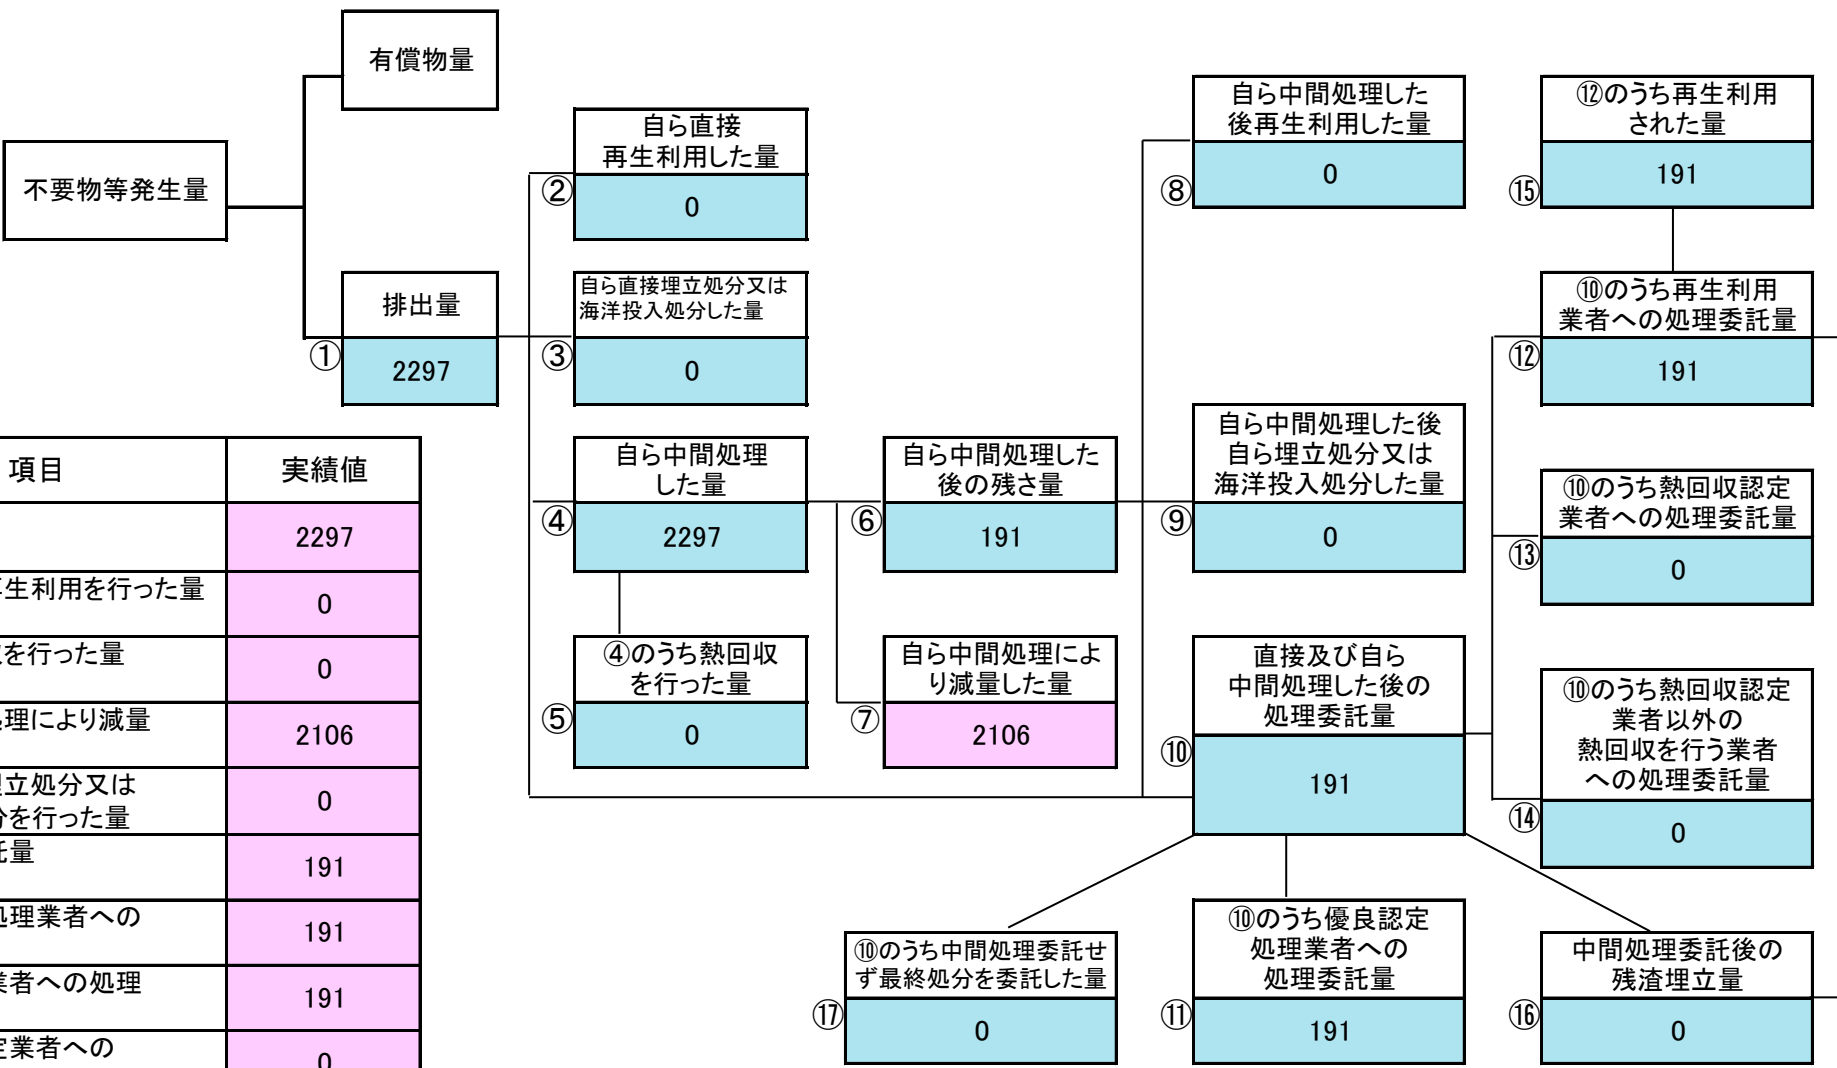 有償物量
不要物等発生量
排出量
①
2297
自ら直接
再生利用した量
②
0
自ら直接埋立処分又は
海洋投入処分した量
③
0
自ら中間処理
した量
④
2297
④のうち熱回収
を行った量
⑤
0
自ら中間処理した
後の残さ量
⑥
191
自ら中間処理によ
り減量した量
⑦
2106
自ら中間処理した
後再生利用した量
⑧
0
自ら中間処理した後
自ら埋立処分又は
海洋投入処分した量
⑨
0
直接及び自ら
中間処理した後の
処理委託量
⑩
191
⑫のうち再生利用
された量
⑮
191
⑩のうち再生利用
業者への処理委託量
⑫
191
⑩のうち熱回収認定
業者への処理委託量
⑬
0
⑩のうち熱回収認定
業者以外の
熱回収を行う業者
への処理委託量
⑭
0
⑩のうち中間処理委託せ
ず最終処分を委託した量
⑰
0
⑩のうち優良認定
処理業者への
処理委託量
⑪
191
中間処理委託後の
残渣埋立量
⑯
0
項目 実績値
2297
生利用を行った量
0
を行った量
0
理により減量
2106
立処分又は
を行った量
0
量
191
処理業者への
191
業者への処理
191
業者への
0